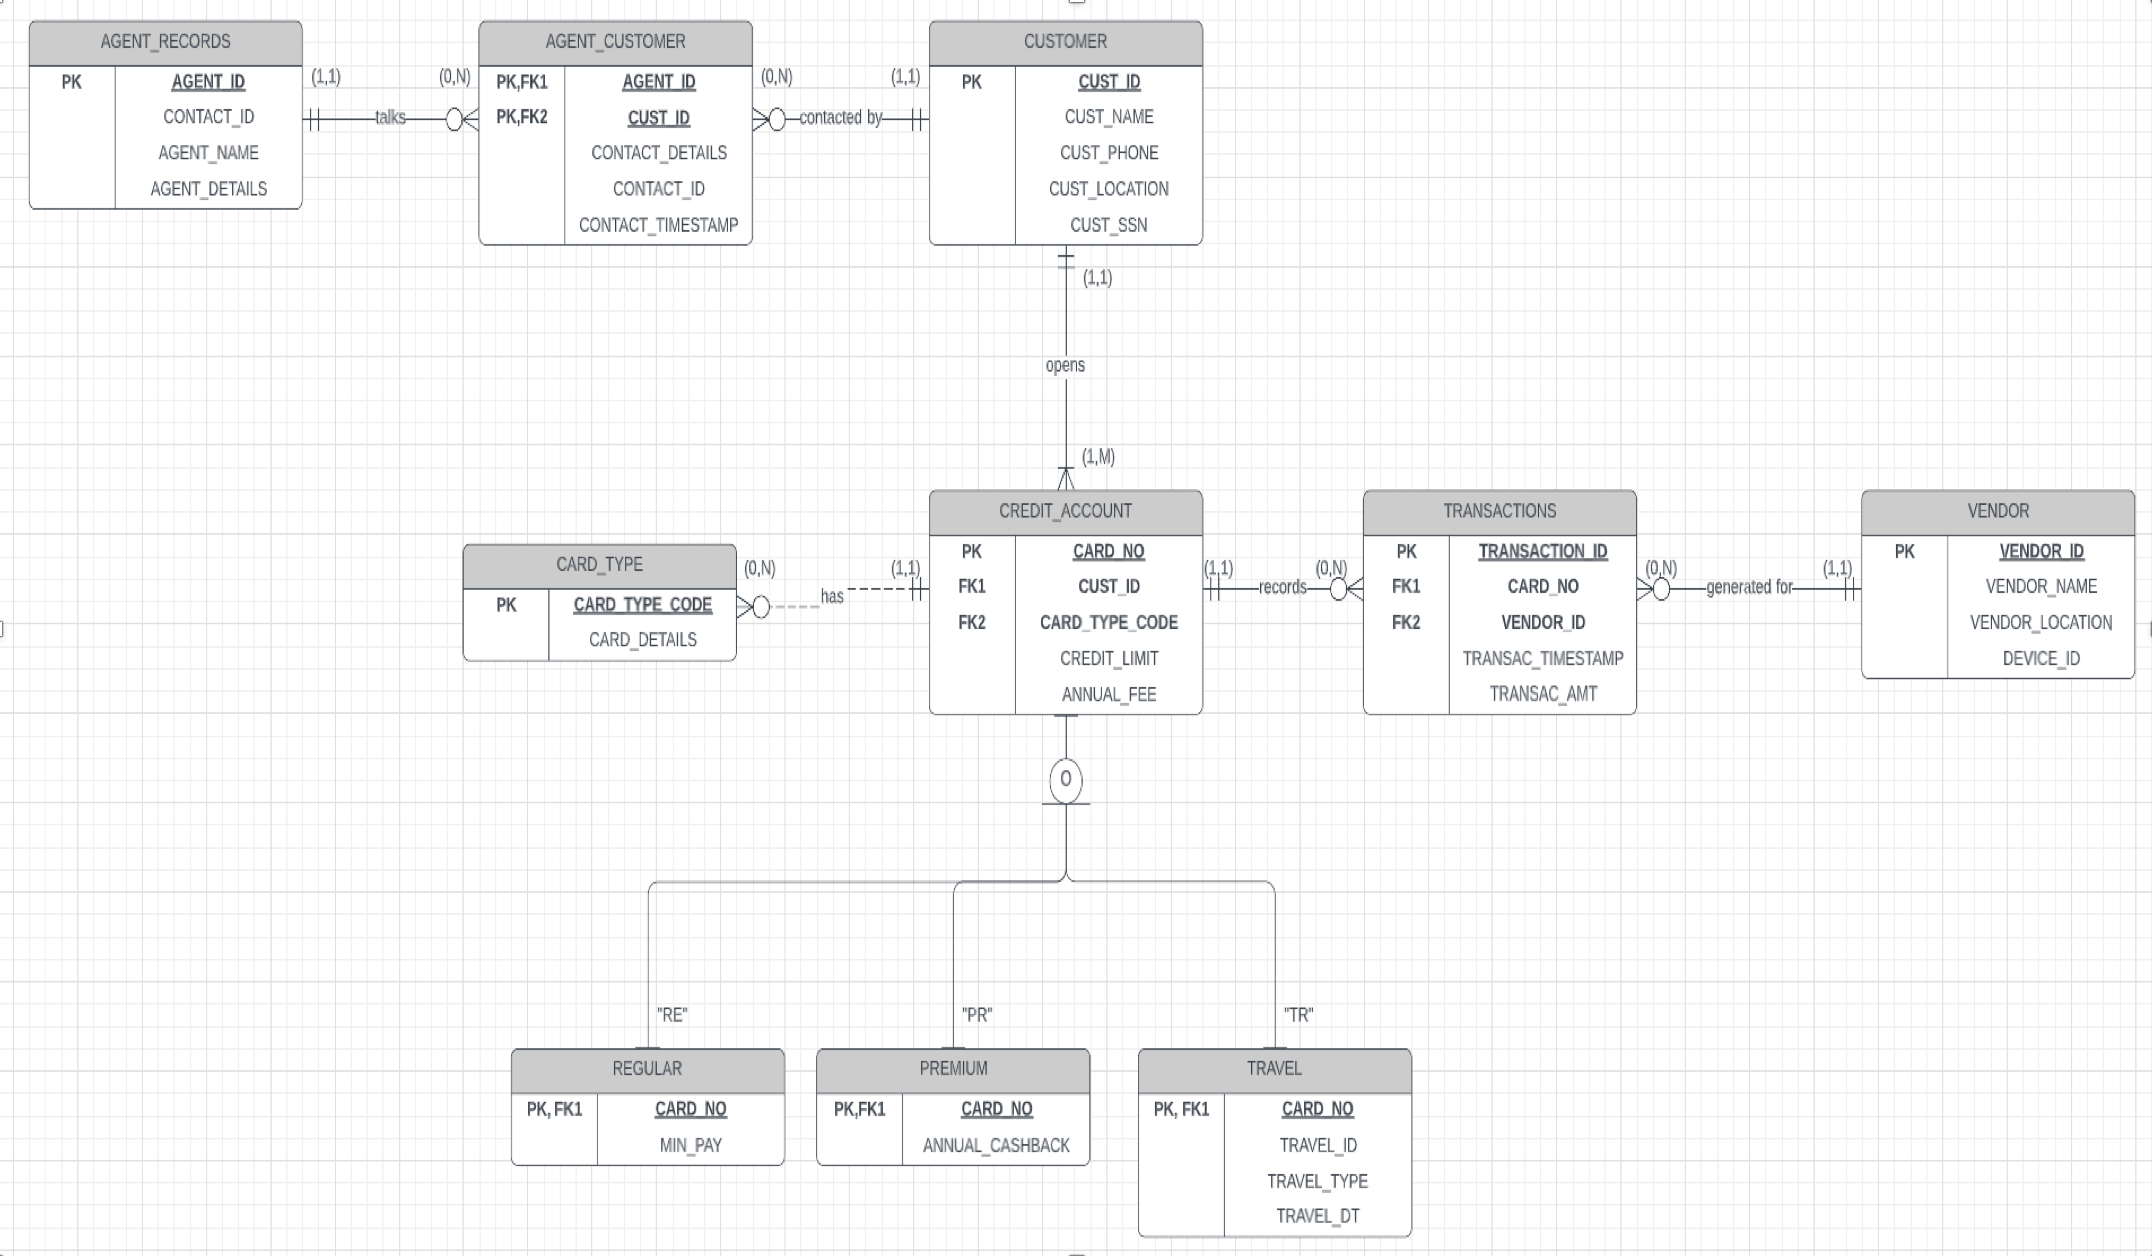 AGENT_RECORDS
PK AGENT_ID
CONTACT_ID
AGENT_NAME
AGENT_DETAILS
(1,1)
talks
(0,N)
AGENT_CUSTOMER
PK,FK1 AGENT_ID
PK,FK2 CUST_ID
CONTACT_DETAILS
CONTACT_ID
CONTACT_TIMESTAMP
(0,N)
contacted by
(1,1)
CUSTOMER
PK CUST_ID
CUST_NAME
CUST_PHONE
CUST_LOCATION
CUST_SSN
(1,1)
opens
(1,M)
CARD_TYPE
PK CARD_TYPE_CODE
CARD_DETAILS
(0,N)
has
(1,1)
CREDIT_ACCOUNT
PK CARD_NO
FK1 CUST_ID
FK2 CARD_TYPE_CODE
CREDIT_LIMIT
ANNUAL_FEE
(1,1)
records
(0,N)
TRANSACTIONS
PK TRANSACTION_ID
FK1 CARD_NO
FK2 VENDOR_ID
TRANSAC_TIMESTAMP
TRANSAC_AMT
(0,N)
generated for
(1,1)
VENDOR
PK VENDOR_ID
VENDOR_NAME
VENDOR_LOCATION
DEVICE_ID
O
"RE"
"PR"
"TR"
REGULAR
PK, FK1 CARD_NO
MIN_PAY
PREMIUM
PK,FK1 CARD_NO
ANNUAL_CASHBACK
TRAVEL
PK, FK1 CARD_NO
TRAVEL_ID
TRAVEL_TYPE
TRAVEL_DT